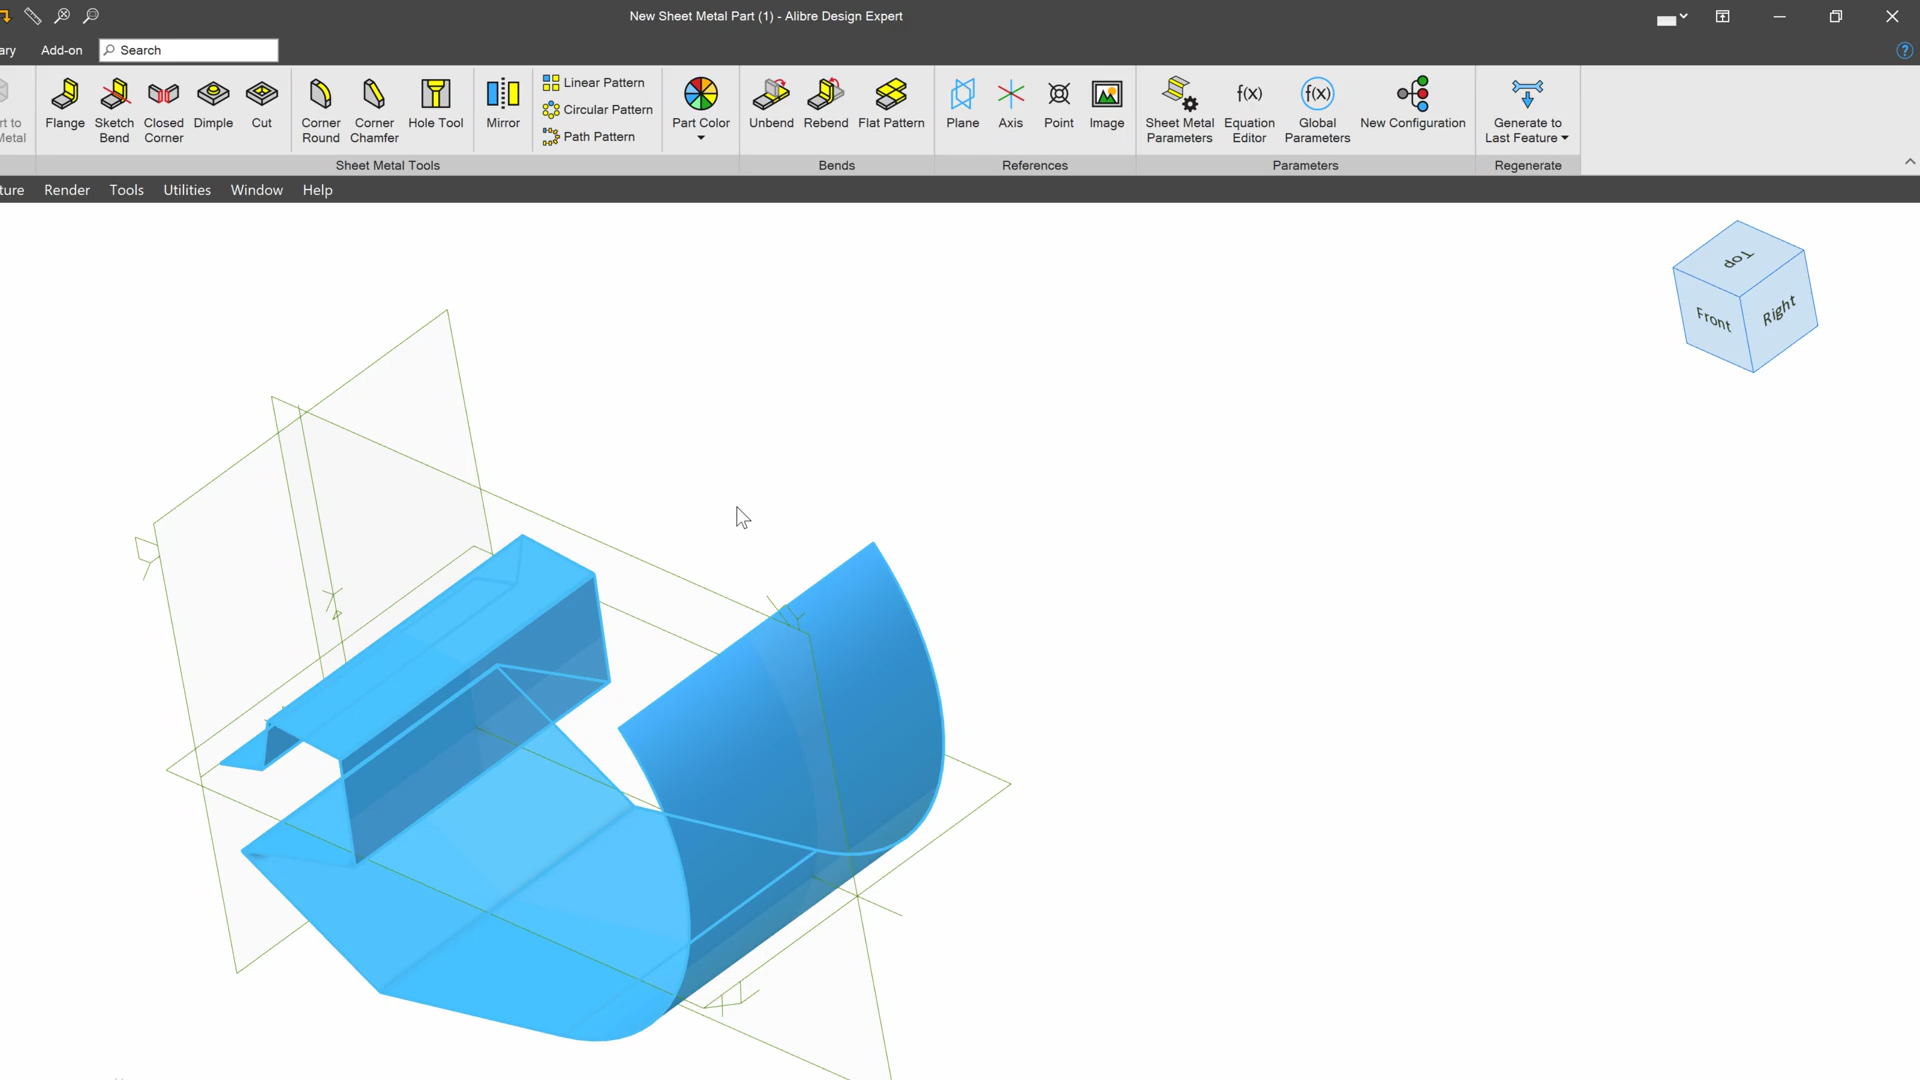 New Sheet Metal Part (1) - Alibre Design Expert
ary Add-on Search
rt to Metal
Flange
Sketch Bend
Closed Corner
Dimple
Cut
Corner Round
Corner Chamfer
Hole Tool
Mirror
Linear Pattern
Circular Pattern
Path Pattern
Part Color
Unbend
Rebend
Flat Pattern
Plane
Axis
Point
Image
Sheet Metal Parameters
f(x)
Equation Editor
f(x)
Global Parameters
New Configuration
Generate to Last Feature
Sheet Metal Tools
Bends
References
Parameters
Regenerate
ture Render Tools Utilities Window Help
Top
Front
Right